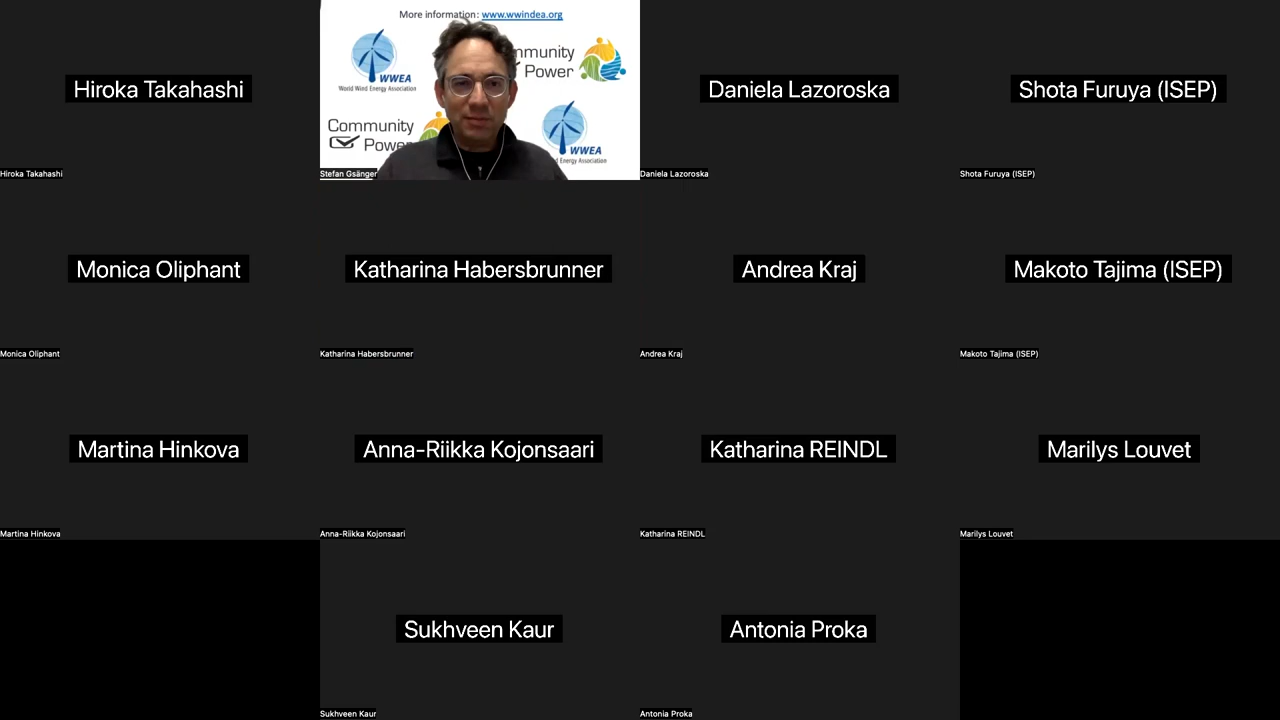 Hiroka Takahashi
Hiroka Takahashi
More information: www.wwindea.org
WWEA
World Wind Energy Association
mmunity
Power
Community
Power
WWEA
d Energy Association
Stefan Gsänger
Daniela Lazoroska
Daniela Lazoroska
Shota Furuya (ISEP)
Shota Furuya (ISEP)
Monica Oliphant
Monica Oliphant
Katharina Habersbrunner
Katharina Habersbrunner
Andrea Kraj
Andrea Kraj
Makoto Tajima (ISEP)
Makoto Tajima (ISEP)
Martina Hinkova
Martina Hinkova
Anna-Riikka Kojonsaari
Anna-Riikka Kojonsaari
Katharina REINDL
Katharina REINDL
Marilys Louvet
Marilys Louvet
Sukhveen Kaur
Sukhveen Kaur
Antonia Proka
Antonia Proka